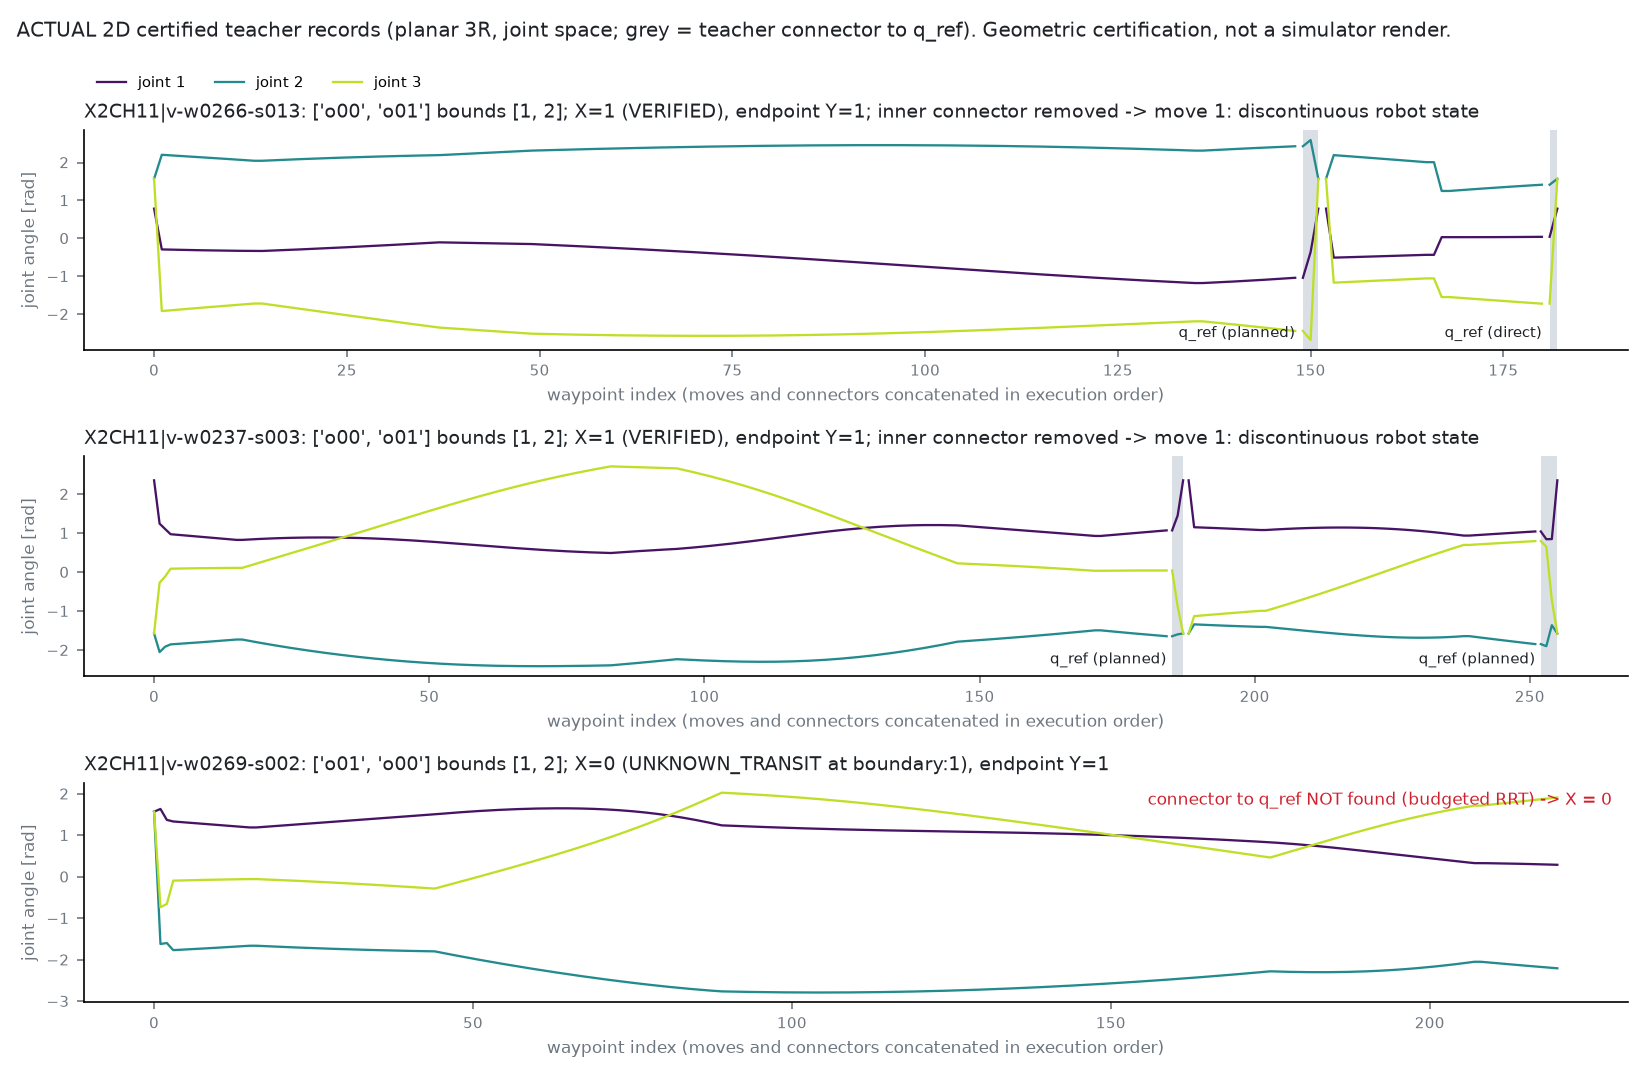 ACTUAL 2D certified teacher records (planar 3R, joint space; grey = teacher connector to q_ref). Geometric certification, not a simulator render.
joint 1 joint 2 joint 3
X2CH11|v-w0266-s013: ['o00', 'o01'] bounds [1, 2]; X=1 (VERIFIED), endpoint Y=1; inner connector removed -> move 1: discontinuous robot state
joint angle [rad]
2
1
0
−1
−2
q_ref (planned) q_ref (direct)
0 25 50 75 100 125 150 175
waypoint index (moves and connectors concatenated in execution order)
X2CH11|v-w0237-s003: ['o00', 'o01'] bounds [1, 2]; X=1 (VERIFIED), endpoint Y=1; inner connector removed -> move 1: discontinuous robot state
joint angle [rad]
2
1
0
−1
−2
q_ref (planned) q_ref (planned)
0 50 100 150 200 250
waypoint index (moves and connectors concatenated in execution order)
X2CH11|v-w0269-s002: ['o01', 'o00'] bounds [1, 2]; X=0 (UNKNOWN_TRANSIT at boundary:1), endpoint Y=1
joint angle [rad]
connector to q_ref NOT found (budgeted RRT) -> X = 0
2
1
0
−1
−2
−3
0 50 100 150 200
waypoint index (moves and connectors concatenated in execution order)